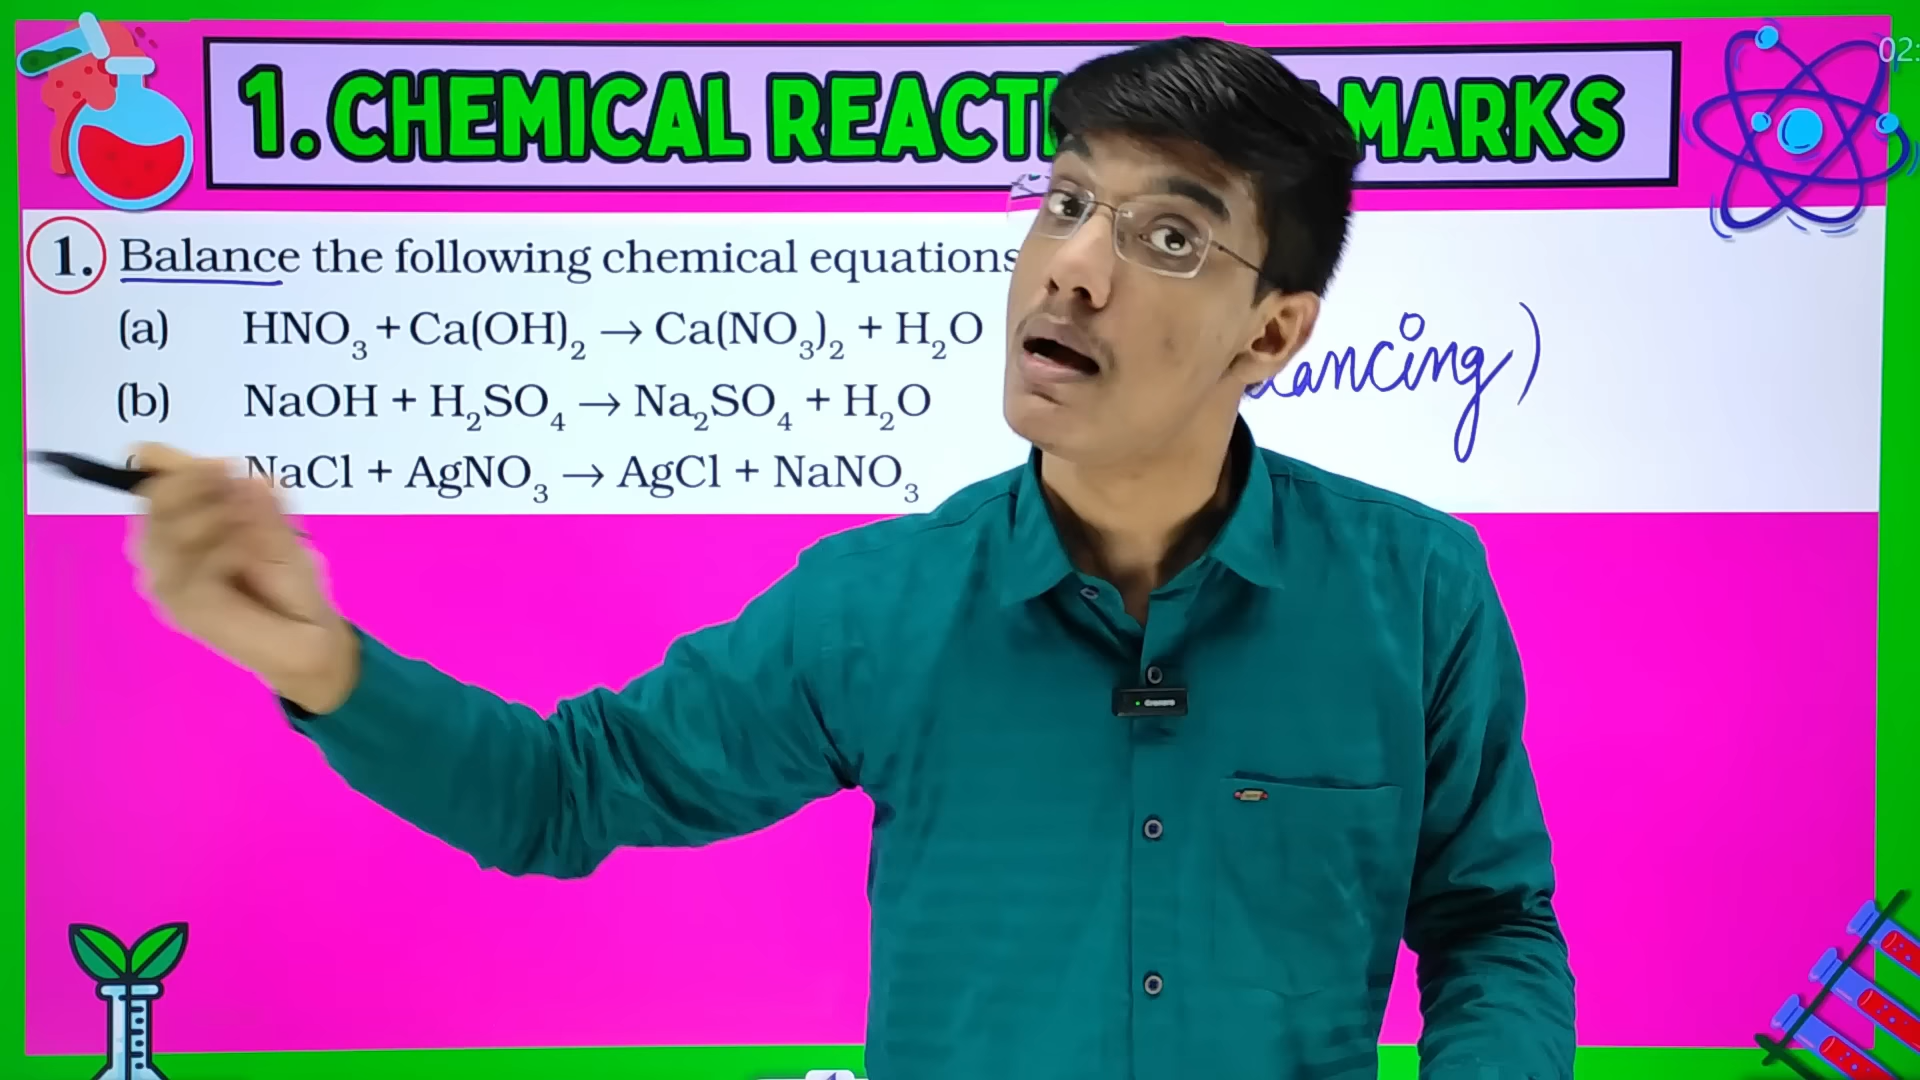 1. CHEMICAL REACT MARKS
02:
1. Balance the following chemical equations
(a) HNO₃ + Ca(OH)₂ → Ca(NO₃)₂ + H₂O
(b) NaOH + H₂SO₄ → Na₂SO₄ + H₂O
NaCl + AgNO₃ → AgCl + NaNO₃
ancing)